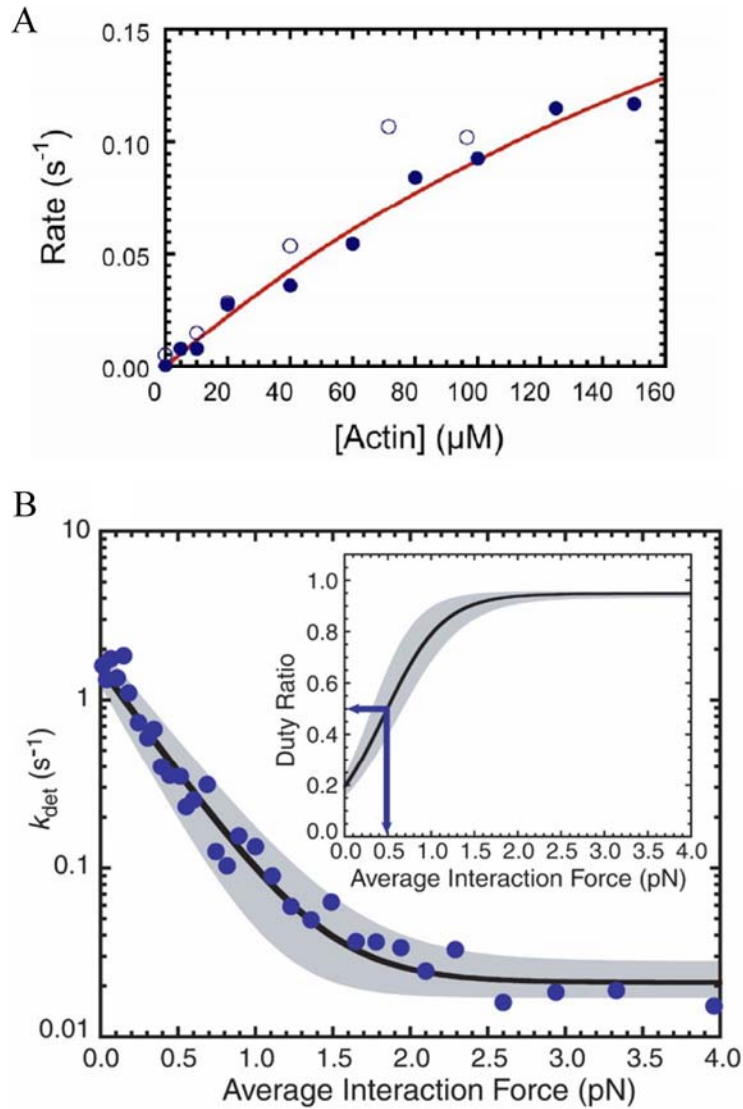 A
0.15
0.10
0.05
0.00
Rate (s⁻¹)
0 20 40 60 80 100 120 140 160
[Actin] (μM)
B
10
1
0.1
0.01
k_det (s⁻¹)
0.0 0.5 1.0 1.5 2.0 2.5 3.0 3.5 4.0
Average Interaction Force (pN)
1.0
0.8
0.6
0.4
0.2
0.0
Duty Ratio
0.0 0.5 1.0 1.5 2.0 2.5 3.0 3.5 4.0
Average Interaction Force (pN)